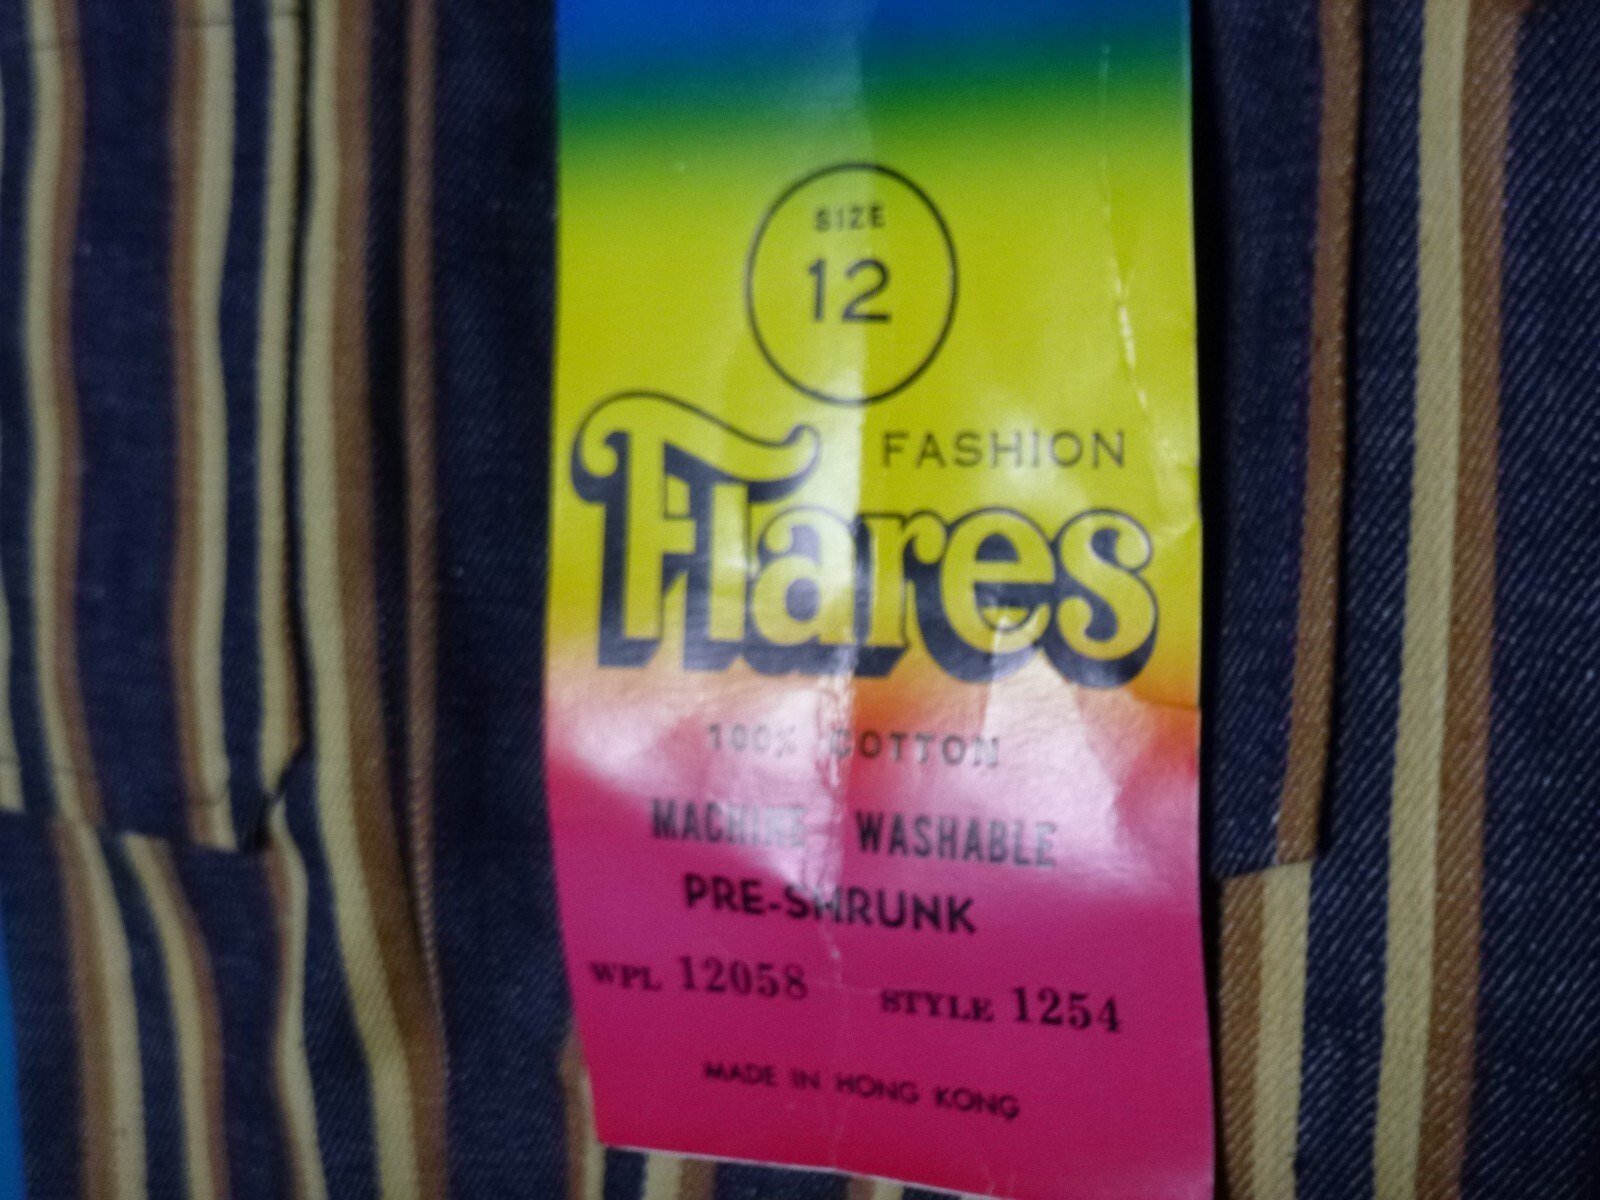 SIZE
12
FASHION
Flares
100% COTTON
MACHINE WASHABLE
PRE-SHRUNK
WPL 12058 STYLE 1254
MADE IN HONG KONG